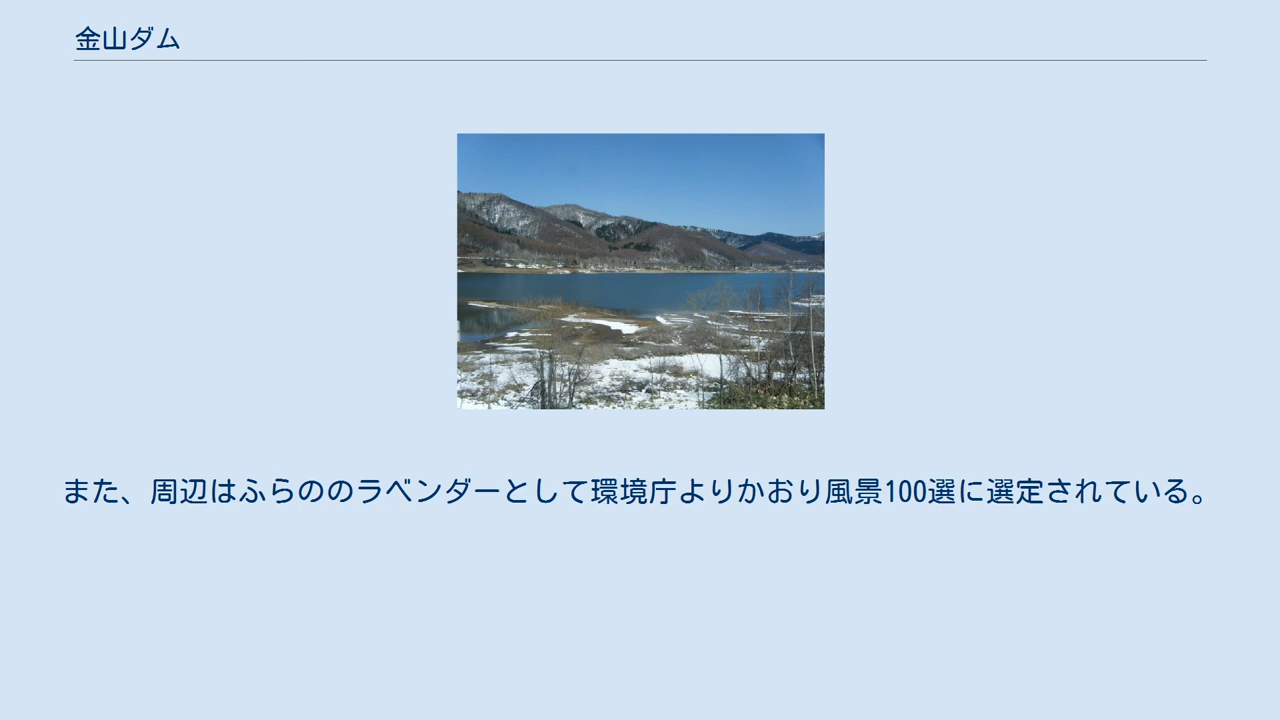 金山ダム
また、周辺はふらののラベンダーとして環境庁よりかおり風景100選に選定されている。